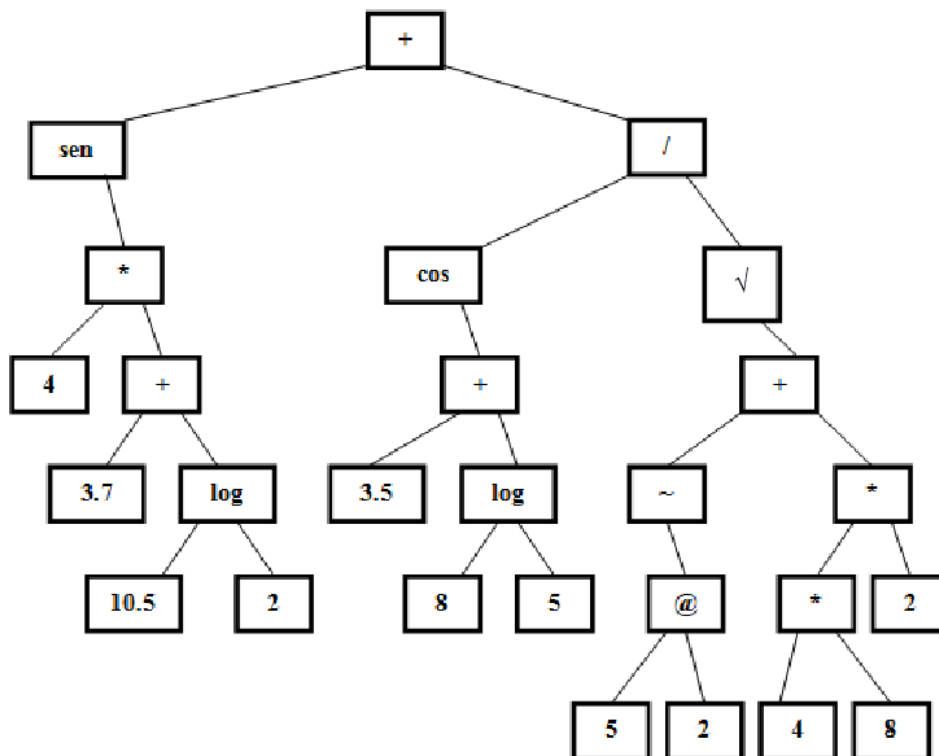 +
sen /
* cos √
4 + + +
3.7 log 3.5 log ~ *
10.5 2 8 5 @ * 2
5 2 4 8